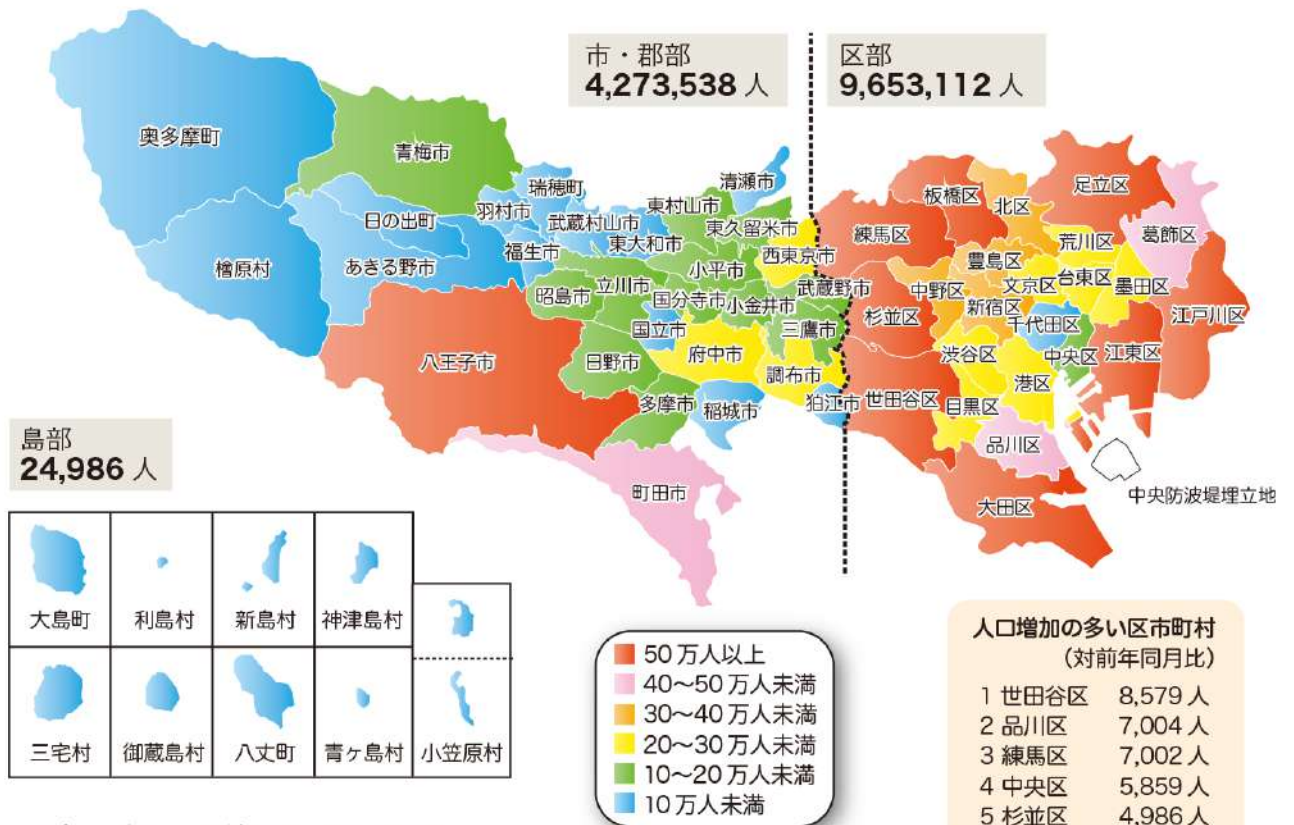 市・郡部
4,273,538 人
区部
9,653,112 人
奥多摩町
青梅市
瑞穂町
清瀬市
羽村市
武蔵村山市
東村山市
日の出町
東大和市
東久留米市
檜原村
あきる野市
福生市
西東京市
小平市
昭島市
立川市
国分寺市
小金井市
武蔵野市
国立市
三鷹市
八王子市
日野市
府中市
調布市
多摩市
稲城市
狛江市
町田市
板橋区
北区
足立区
練馬区
荒川区
葛飾区
豊島区
中野区
文京区
台東区
墨田区
杉並区
新宿区
千代田区
江戸川区
渋谷区
中央区
江東区
世田谷区
港区
目黒区
品川区
大田区
中央防波堤埋立地
島部
24,986 人
大島町
利島村
新島村
神津島村
三宅村
御蔵島村
八丈町
青ヶ島村
小笠原村
50 万人以上
40〜50 万人未満
30〜40 万人未満
20〜30 万人未満
10〜20 万人未満
10 万人未満
人口増加の多い区市町村
（対前年同月比）
1 世田谷区 8,579 人
2 品川区 7,004 人
3 練馬区 7,002 人
4 中央区 5,859 人
5 杉並区 4,986 人